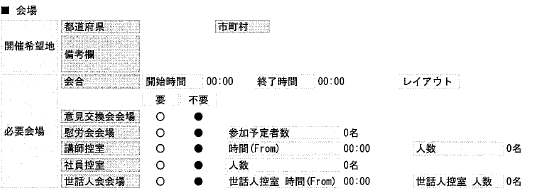 ■ 会場
都道府県 市町村
開催希望地
備考欄
会合 開始時間 00:00 終了時間 00:00 レイアウト
要 不要
意見交換会会場 ○ ●
必要会場 慰労会会場 ○ ● 参加予定者数 0名
講師控室 ○ ● 時間(From) 00:00 人数 0名
社員控室 ○ ● 人数 0名
世話人会会場 ○ ● 世話人控室 時間(From) 00:00 世話人控室 人数 0名